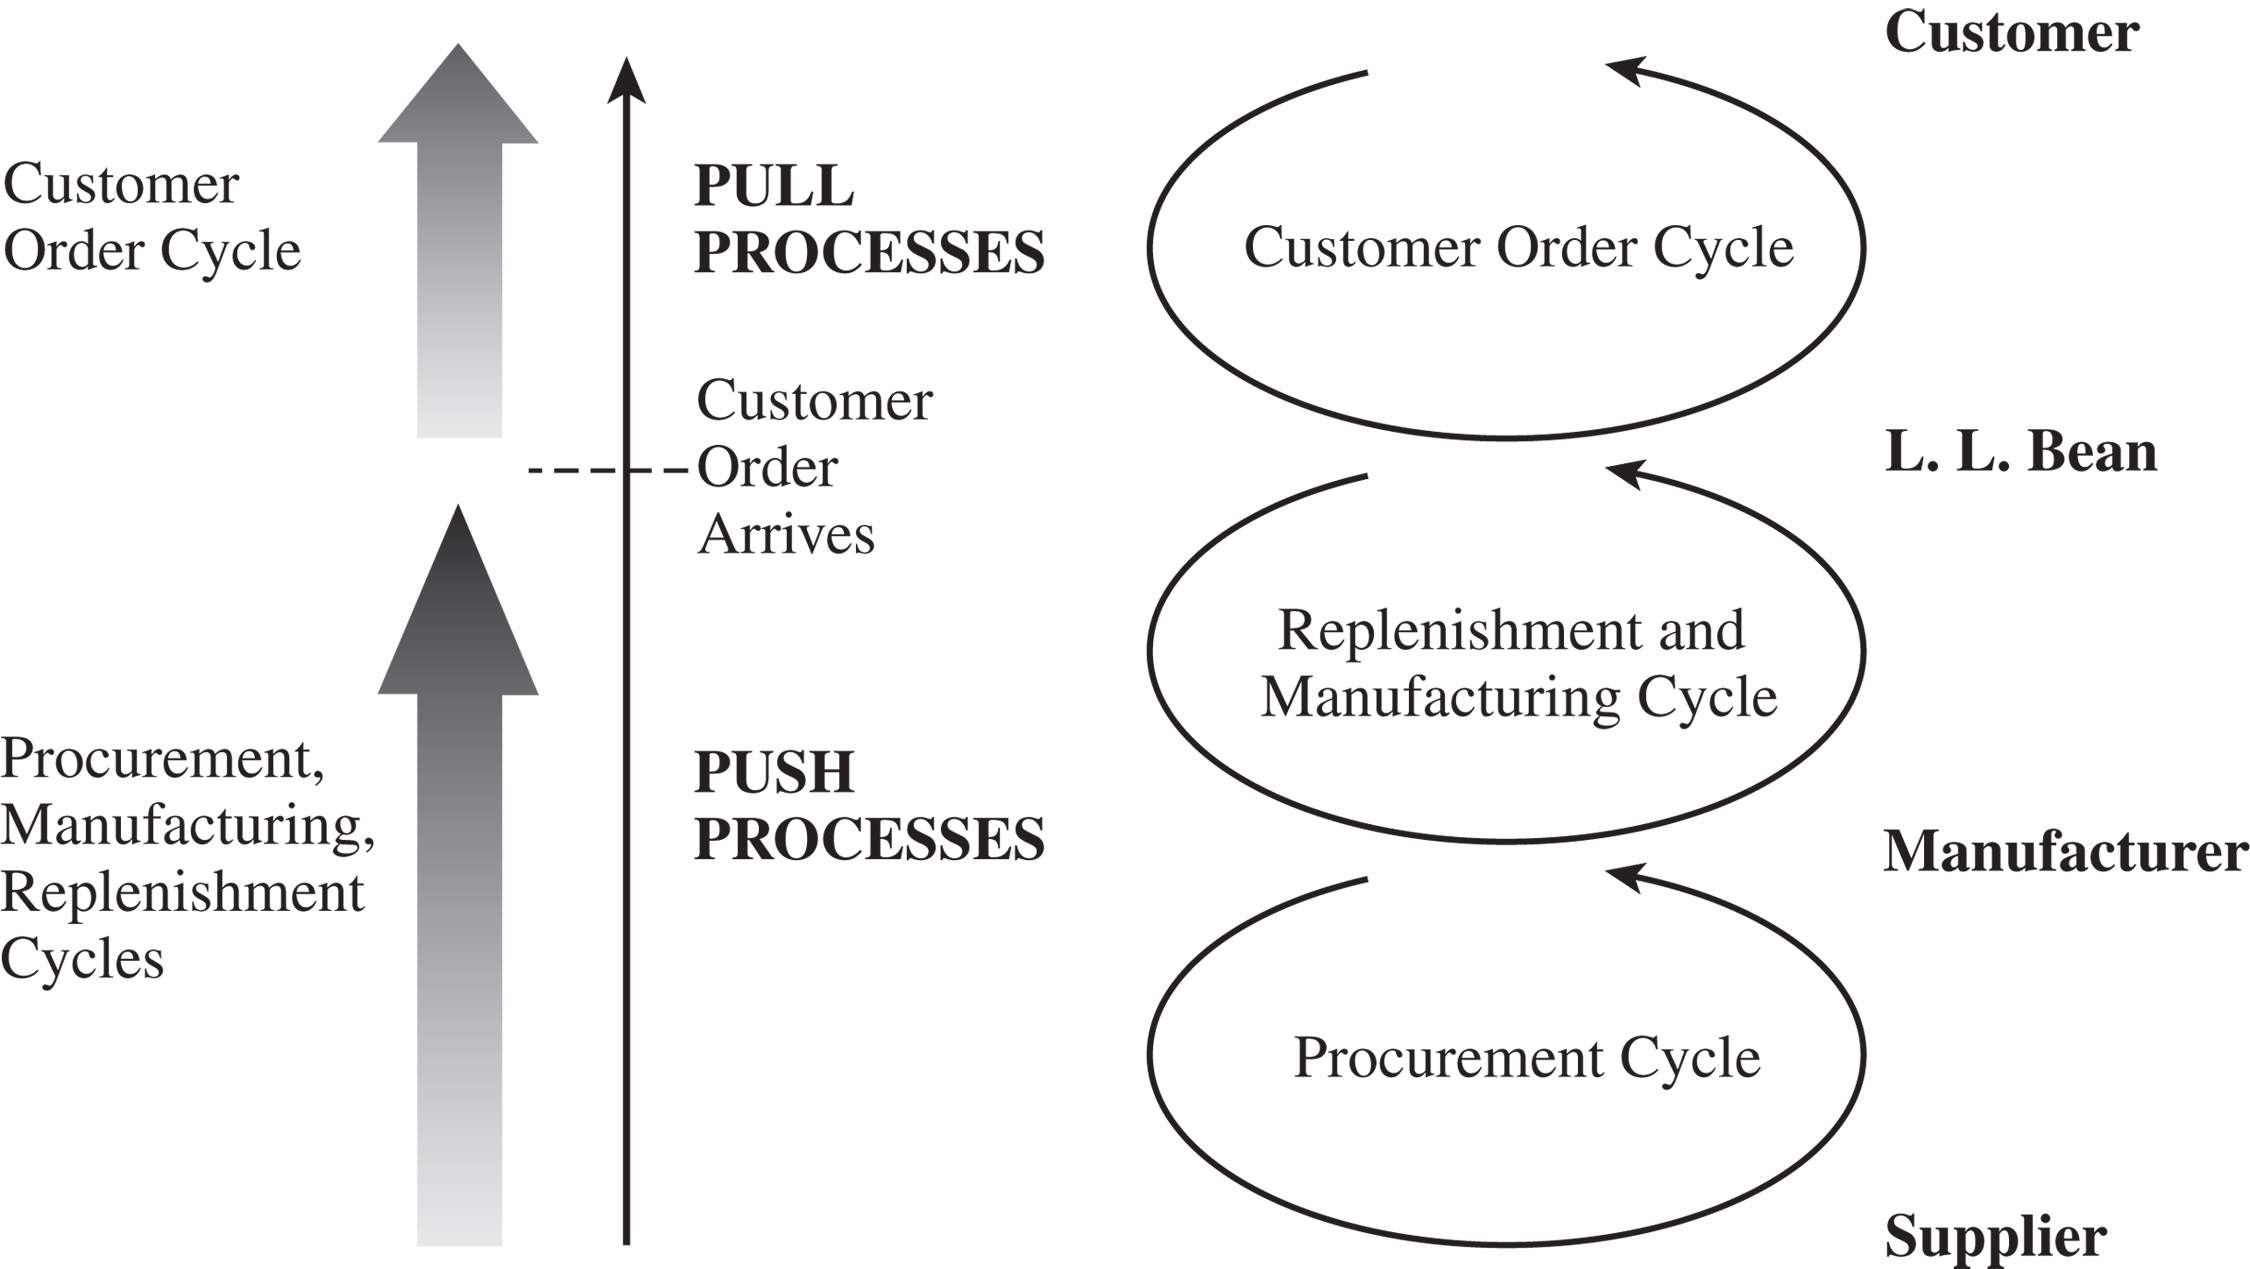 Customer
Order Cycle
PULL
PROCESSES
Customer
Order
Arrives
Procurement,
Manufacturing,
Replenishment
Cycles
PUSH
PROCESSES
Customer
Customer Order Cycle
L. L. Bean
Replenishment and
Manufacturing Cycle
Manufacturer
Procurement Cycle
Supplier